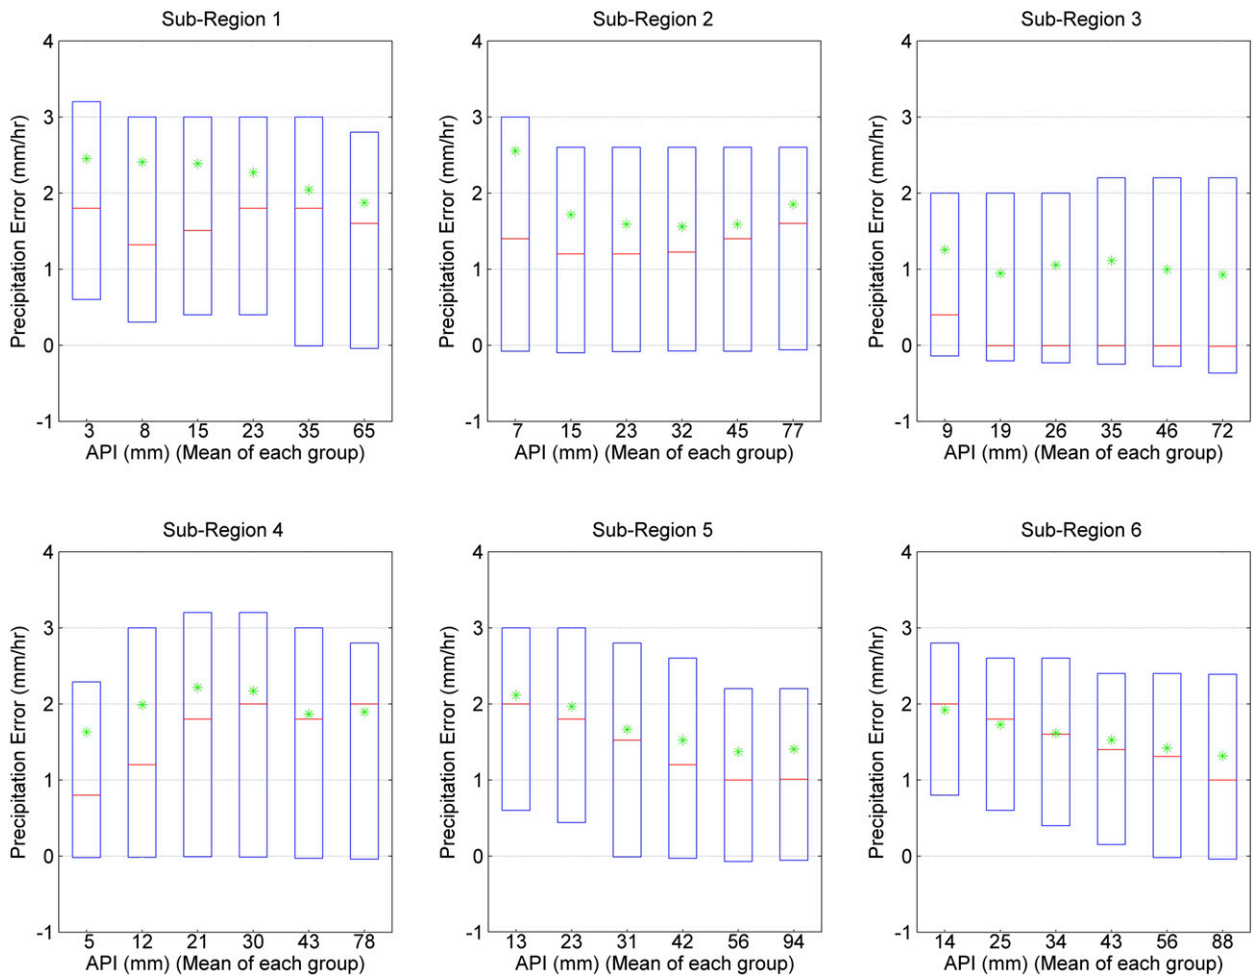 Sub-Region 1
Sub-Region 2
Sub-Region 3
4
3
2
1
0
-1
Precipitation Error (mm/hr)
3 8 15 23 35 65
API (mm) (Mean of each group)
4
3
2
1
0
-1
Precipitation Error (mm/hr)
7 15 23 32 45 77
API (mm) (Mean of each group)
4
3
2
1
0
-1
Precipitation Error (mm/hr)
9 19 26 35 46 72
API (mm) (Mean of each group)
Sub-Region 4
Sub-Region 5
Sub-Region 6
4
3
2
1
0
-1
Precipitation Error (mm/hr)
5 12 21 30 43 78
API (mm) (Mean of each group)
4
3
2
1
0
-1
Precipitation Error (mm/hr)
13 23 31 42 56 94
API (mm) (Mean of each group)
4
3
2
1
0
-1
Precipitation Error (mm/hr)
14 25 34 43 56 88
API (mm) (Mean of each group)